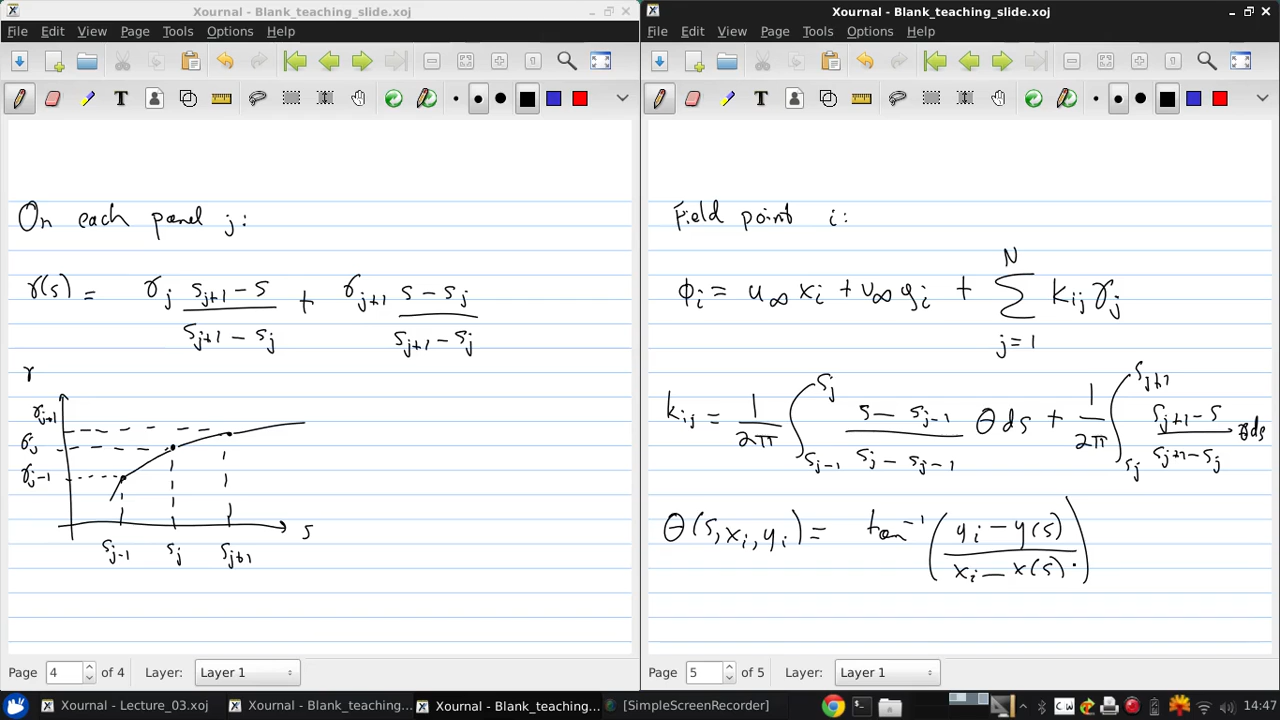 Xournal - Blank_teaching_slide.xoj
File Edit View Page Tools Options Help
On each panel j:
γ(s) = γj (sj+1 − s)/(sj+1 − sj) + γj+1 (s − sj)/(sj+1 − sj)
γ
γj+1
γj
γj−1
sj−1 sj sj+1 s
Page 4 of 4 Layer: Layer 1
Xournal - Blank_teaching_slide.xoj
File Edit View Page Tools Options Help
Field point i:
ϕi = u∞ xi + v∞ yi + Σ kij γj
N
j=1
kij = 1/2π ∫ sj−1 sj (s − sj−1)/(sj − sj−1) θ ds + 1/2π ∫ sj sj+1 (sj+1 − s)/(sj+1 − sj) θds
θ(s, xi, yi) = tan−1 ( (yi − y(s))/(xi − x(s)) )
Page 5 of 5 Layer: Layer 1
Xournal - Lecture_03.xoj Xournal - Blank_teaching... Xournal - Blank_teaching... [SimpleScreenRecorder] 14:47